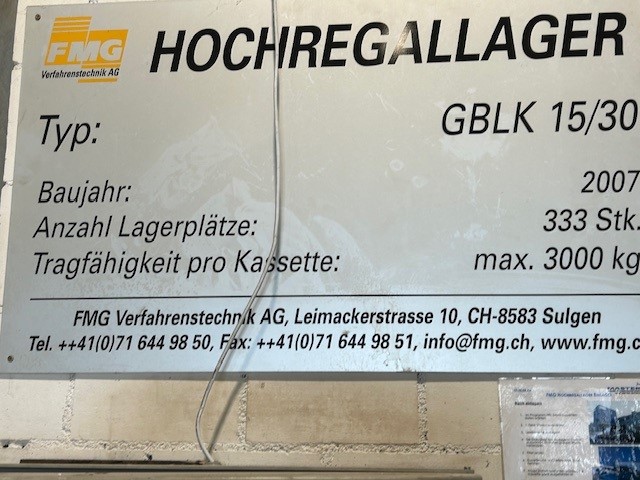 FMG
Verfahrenstechnik AG
HOCHREGALLAGER
Typ: GBLK 15/30
Baujahr: 2007
Anzahl Lagerplätze: 333 Stk.
Tragfähigkeit pro Kassette: max. 3000 kg
FMG Verfahrenstechnik AG, Leimackerstrasse 10, CH-8583 Sulgen
Tel. ++41(0)71 644 98 50, Fax: ++41(0)71 644 98 51, info@fmg.ch, www.fmg.c